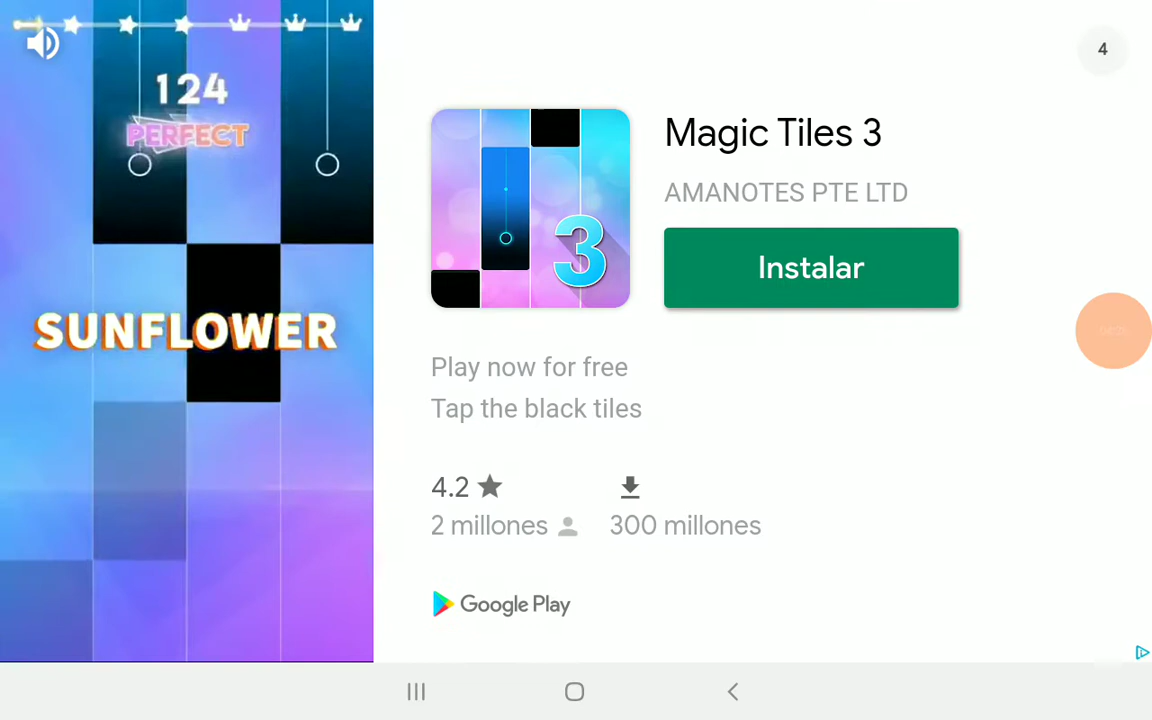 124
PERFECT
SUNFLOWER
4
3
Magic Tiles 3
AMANOTES PTE LTD
Instalar
Play now for free
Tap the black tiles
4.2
2 millones
300 millones
Google Play